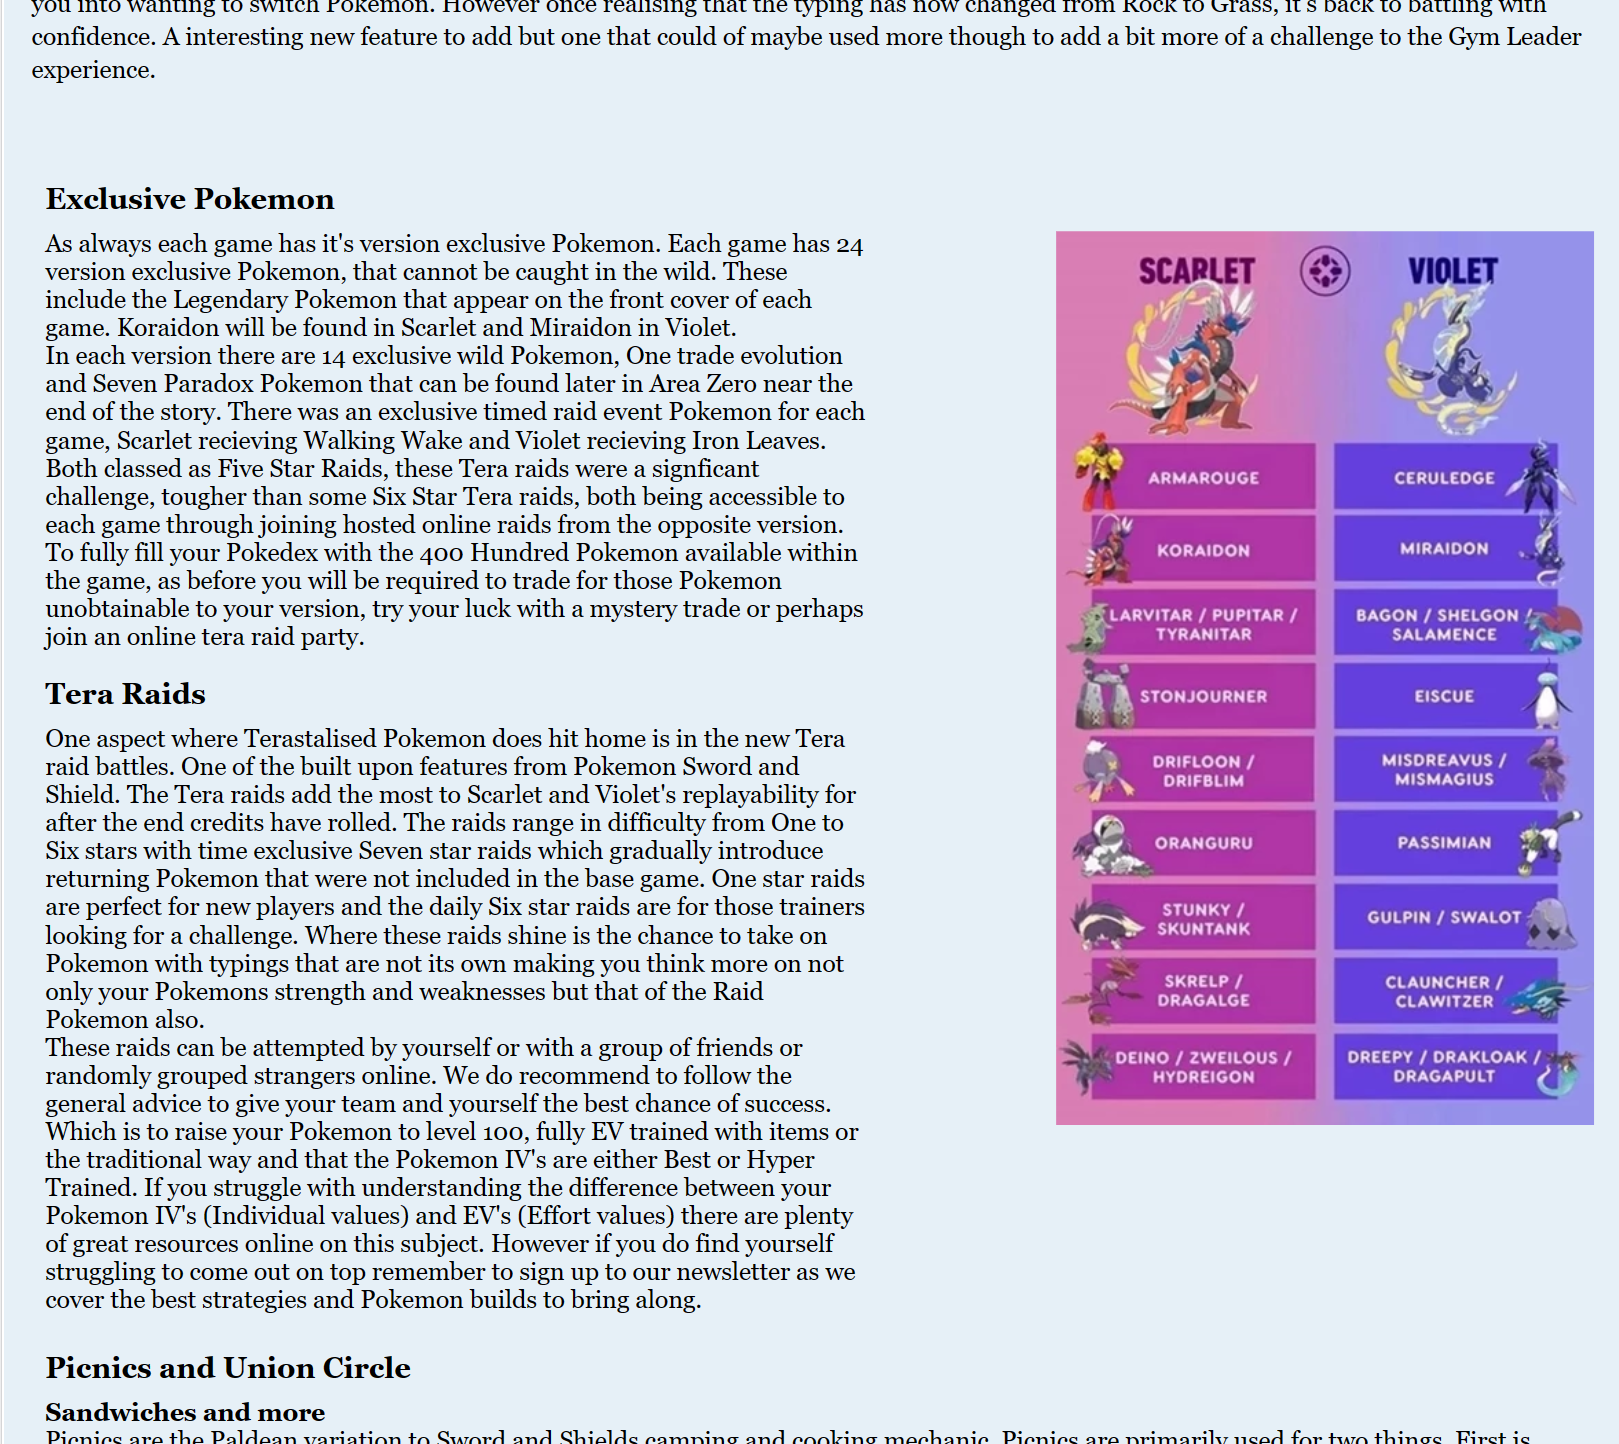 you into wanting to switch Pokemon. However once realising that the typing has now changed from Rock to Grass, it's back to battling with
confidence. A interesting new feature to add but one that could of maybe used more though to add a bit more of a challenge to the Gym Leader
experience.
Exclusive Pokemon
As always each game has it's version exclusive Pokemon. Each game has 24
version exclusive Pokemon, that cannot be caught in the wild. These
include the Legendary Pokemon that appear on the front cover of each
game. Koraidon will be found in Scarlet and Miraidon in Violet.
In each version there are 14 exclusive wild Pokemon, One trade evolution
and Seven Paradox Pokemon that can be found later in Area Zero near the
end of the story. There was an exclusive timed raid event Pokemon for each
game, Scarlet recieving Walking Wake and Violet recieving Iron Leaves.
Both classed as Five Star Raids, these Tera raids were a signficant
challenge, tougher than some Six Star Tera raids, both being accessible to
each game through joining hosted online raids from the opposite version.
To fully fill your Pokedex with the 400 Hundred Pokemon available within
the game, as before you will be required to trade for those Pokemon
unobtainable to your version, try your luck with a mystery trade or perhaps
join an online tera raid party.
Tera Raids
One aspect where Terastalised Pokemon does hit home is in the new Tera
raid battles. One of the built upon features from Pokemon Sword and
Shield. The Tera raids add the most to Scarlet and Violet's replayability for
after the end credits have rolled. The raids range in difficulty from One to
Six stars with time exclusive Seven star raids which gradually introduce
returning Pokemon that were not included in the base game. One star raids
are perfect for new players and the daily Six star raids are for those trainers
looking for a challenge. Where these raids shine is the chance to take on
Pokemon with typings that are not its own making you think more on not
only your Pokemons strength and weaknesses but that of the Raid
Pokemon also.
These raids can be attempted by yourself or with a group of friends or
randomly grouped strangers online. We do recommend to follow the
general advice to give your team and yourself the best chance of success.
Which is to raise your Pokemon to level 100, fully EV trained with items or
the traditional way and that the Pokemon IV's are either Best or Hyper
Trained. If you struggle with understanding the difference between your
Pokemon IV's (Individual values) and EV's (Effort values) there are plenty
of great resources online on this subject. However if you do find yourself
struggling to come out on top remember to sign up to our newsletter as we
cover the best strategies and Pokemon builds to bring along.
SCARLET
VIOLET
ARMAROUGE
CERULEDGE
KORAIDON
MIRAIDON
LARVITAR / PUPITAR /
TYRANITAR
BAGON / SHELGON /
SALAMENCE
STONJOURNER
EISCUE
DRIFLOON /
DRIFBLIM
MISDREAVUS /
MISMAGIUS
ORANGURU
PASSIMIAN
STUNKY /
SKUNTANK
GULPIN / SWALOT
SKRELP /
DRAGALGE
CLAUNCHER /
CLAWITZER
DEINO / ZWEILOUS /
HYDREIGON
DREEPY / DRAKLOAK /
DRAGAPULT
Picnics and Union Circle
Sandwiches and more
Picnics are the Paldean variation to Sword and Shields camping and cooking mechanic. Picnics are primarily used for two things. First is